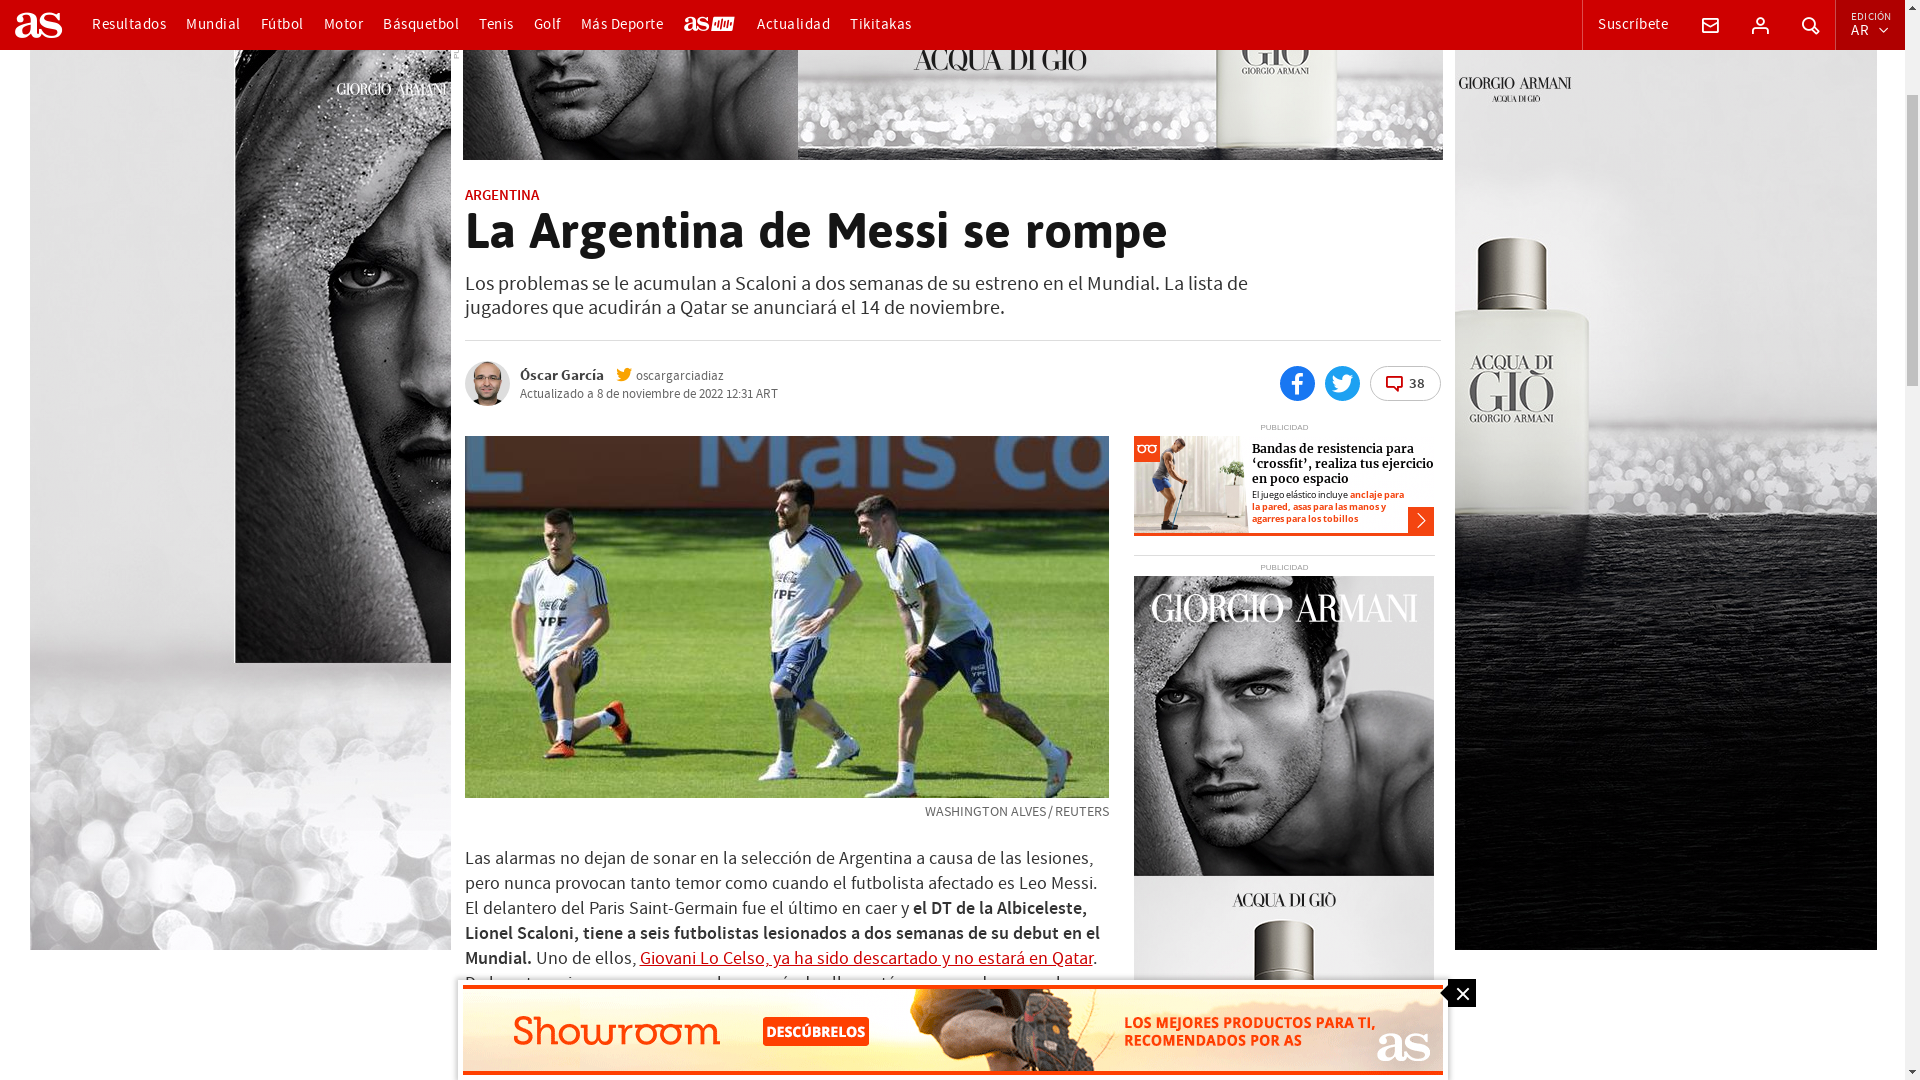 as
Resultados
Mundial
Fútbol
Motor
Básquetbol
Tenis
Golf
Más Deporte
as
Actualidad
Tikitakas
Suscríbete
EDICIÓN
AR
GIORGIO ARMANI
ACQUA DI GIÒ
GIÒ
GIORGIO ARMANI
GIORGIO ARMANI
ACQUA DI GIÒ
ARGENTINA
La Argentina de Messi se rompe
Los problemas se le acumulan a Scaloni a dos semanas de su estreno en el Mundial. La lista de
jugadores que acudirán a Qatar se anunciará el 14 de noviembre.
Óscar García
oscargarciadiaz
Actualizado a 8 de noviembre de 2022 12:31 ART
38
ACQUA DI
GIÒ
GIORGIO ARMANI
PUBLICIDAD
Bandas de resistencia para
‘crossfit’, realiza tus ejercicio
en poco espacio
El juego elástico incluye anclaje para
la pared, asas para las manos y
agarres para los tobillos
Mais co
Coca-Cola
YPF
YPF
YPF
PUBLICIDAD
GIORGIO ARMANI
ACQUA DI GIÒ
WASHINGTON ALVES / REUTERS
Las alarmas no dejan de sonar en la selección de Argentina a causa de las lesiones,
pero nunca provocan tanto temor como cuando el futbolista afectado es Leo Messi.
El delantero del Paris Saint-Germain fue el último en caer y el DT de la Albiceleste,
Lionel Scaloni, tiene a seis futbolistas lesionados a dos semanas de su debut en el
Mundial. Uno de ellos, Giovani Lo Celso, ya ha sido descartado y no estará en Qatar.
Showroom
DESCÚBRELOS
LOS MEJORES PRODUCTOS PARA TI,
RECOMENDADOS POR AS
as